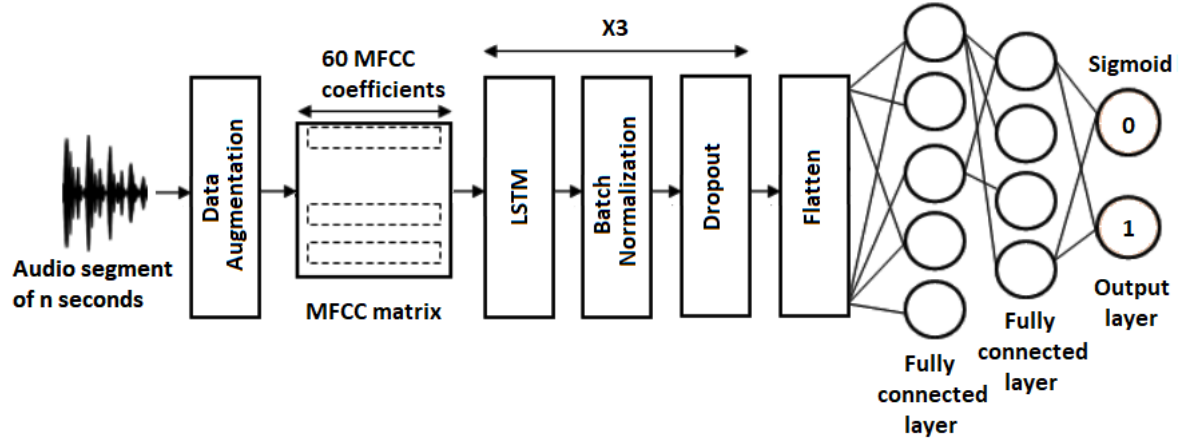 X3
60 MFCC
coefficients
Sigmoid
0
1
Data
Augmentation
LSTM
Batch
Normalization
Dropout
Flatten
Audio segment
of n seconds
MFCC matrix
Output
layer
Fully
connected
layer
Fully
connected
layer